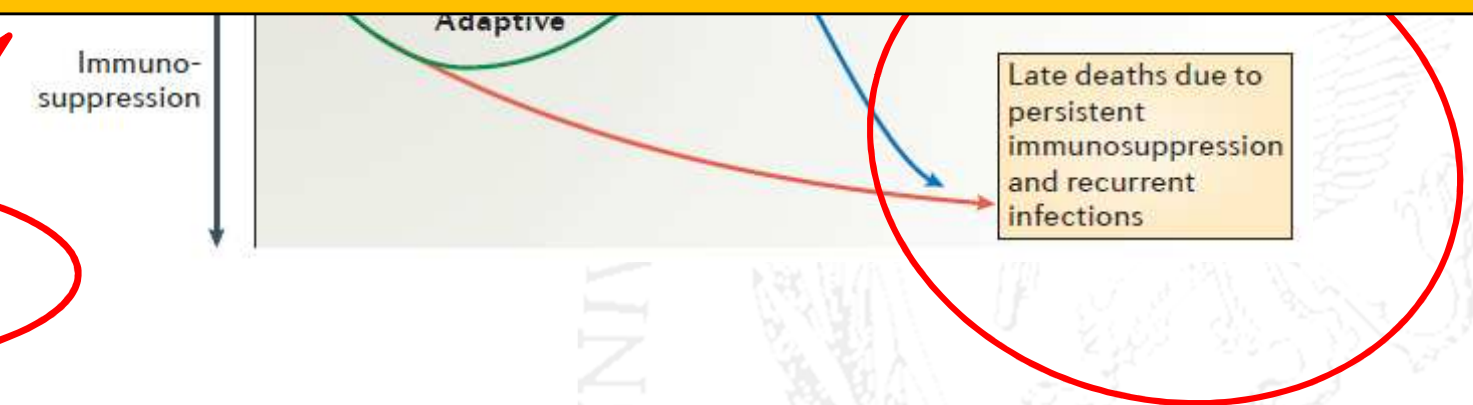 Adaptive
Immuno-
suppression
Late deaths due to
persistent
immunosuppression
and recurrent
infections